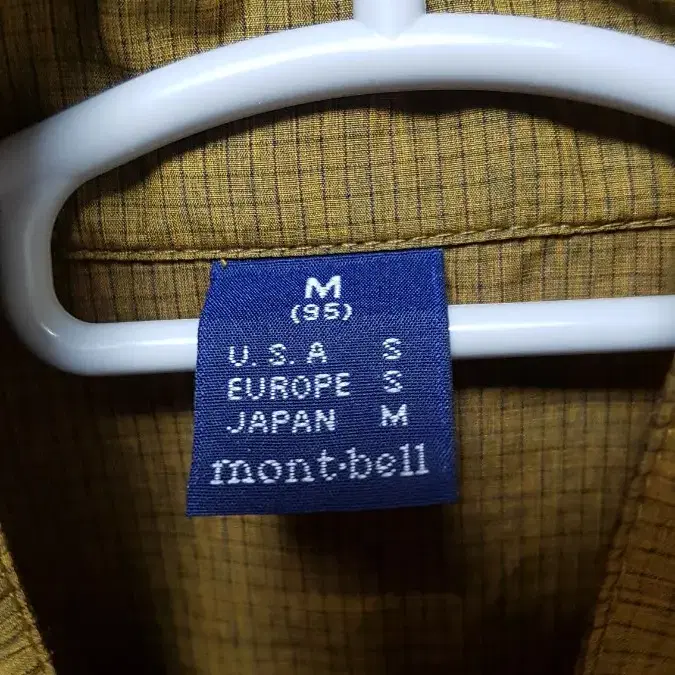 M
(95)
U.S.A S
EUROPE S
JAPAN M
mont-bell